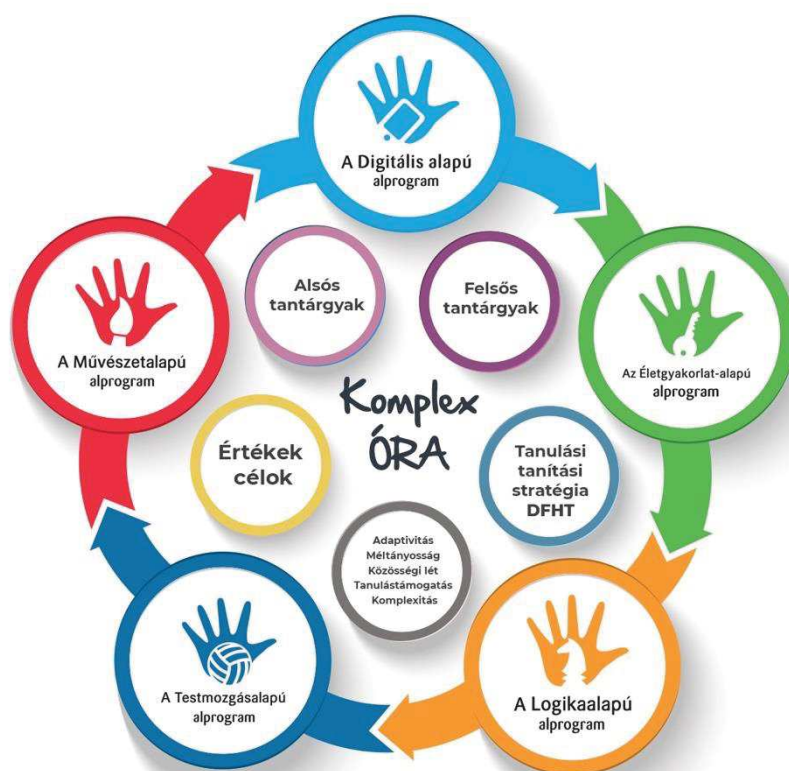 A Digitális alapú
alprogram
Alsós
tantárgyak
Felsős
tantárgyak
A Művészetalapú
alprogram
Az Életgyakorlat-alapú
alprogram
Komplex
ÓRA
Értékek
célok
Tanulási
tanítási
stratégia
DFHT
Adaptivitás
Méltányosság
Közösségi lét
Tanulástámogatás
Komplexitás
A Testmozgásalapú
alprogram
A Logikaalapú
alprogram